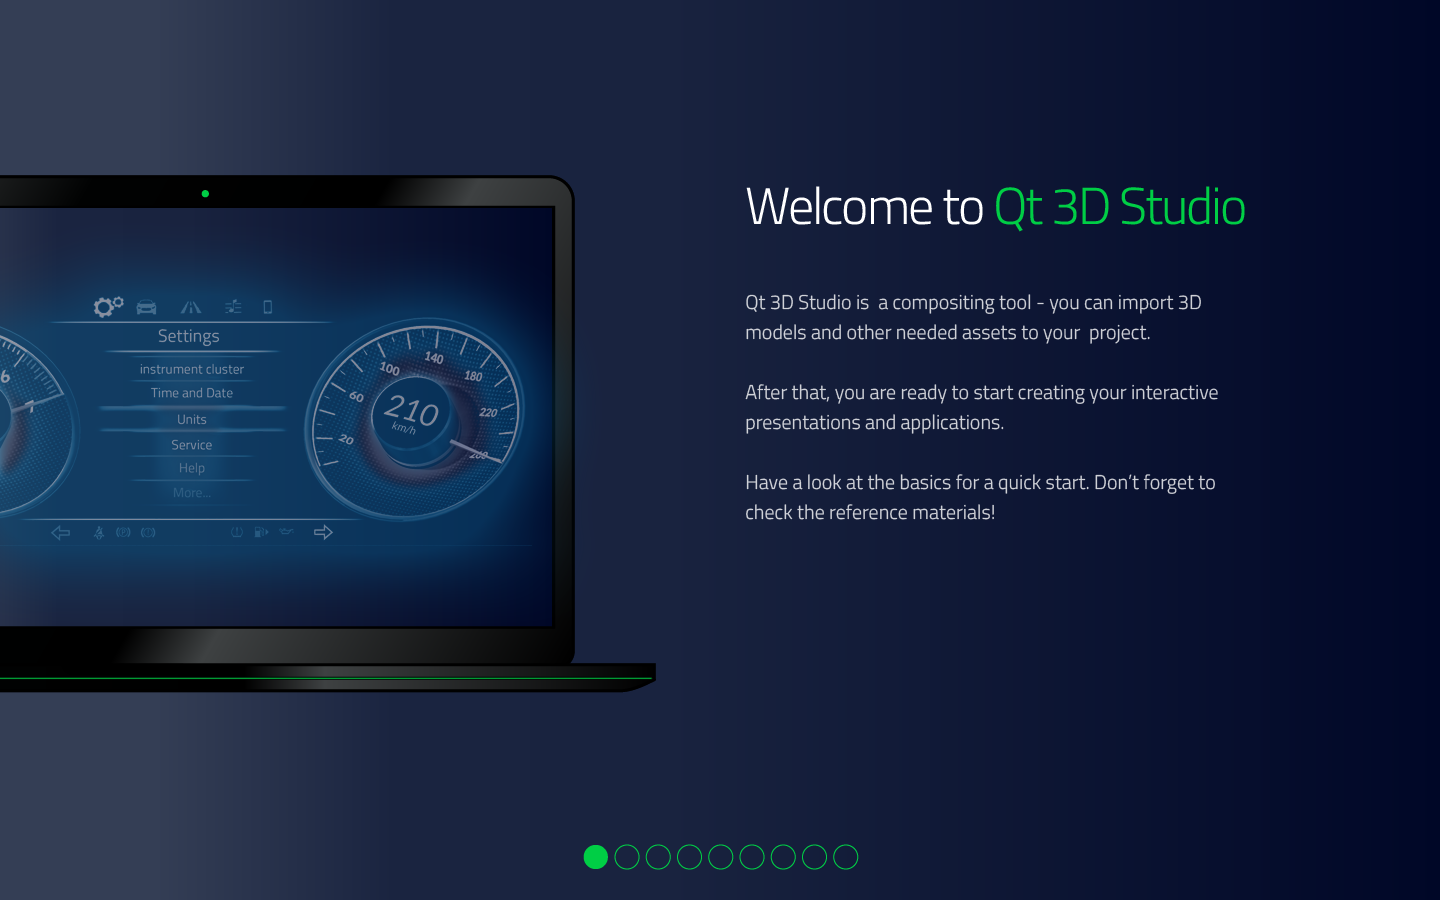 Welcome to Qt 3D Studio
Qt 3D Studio is  a compositing tool - you can import 3D
models and other needed assets to your  project.
After that, you are ready to start creating your interactive
presentations and applications.
Have a look at the basics for a quick start. Don’t forget to
check the reference materials!
Settings
instrument cluster
Time and Date
Units
Service
Help
More...
6
7
20
60
100
140
180
220
260
210
km/h